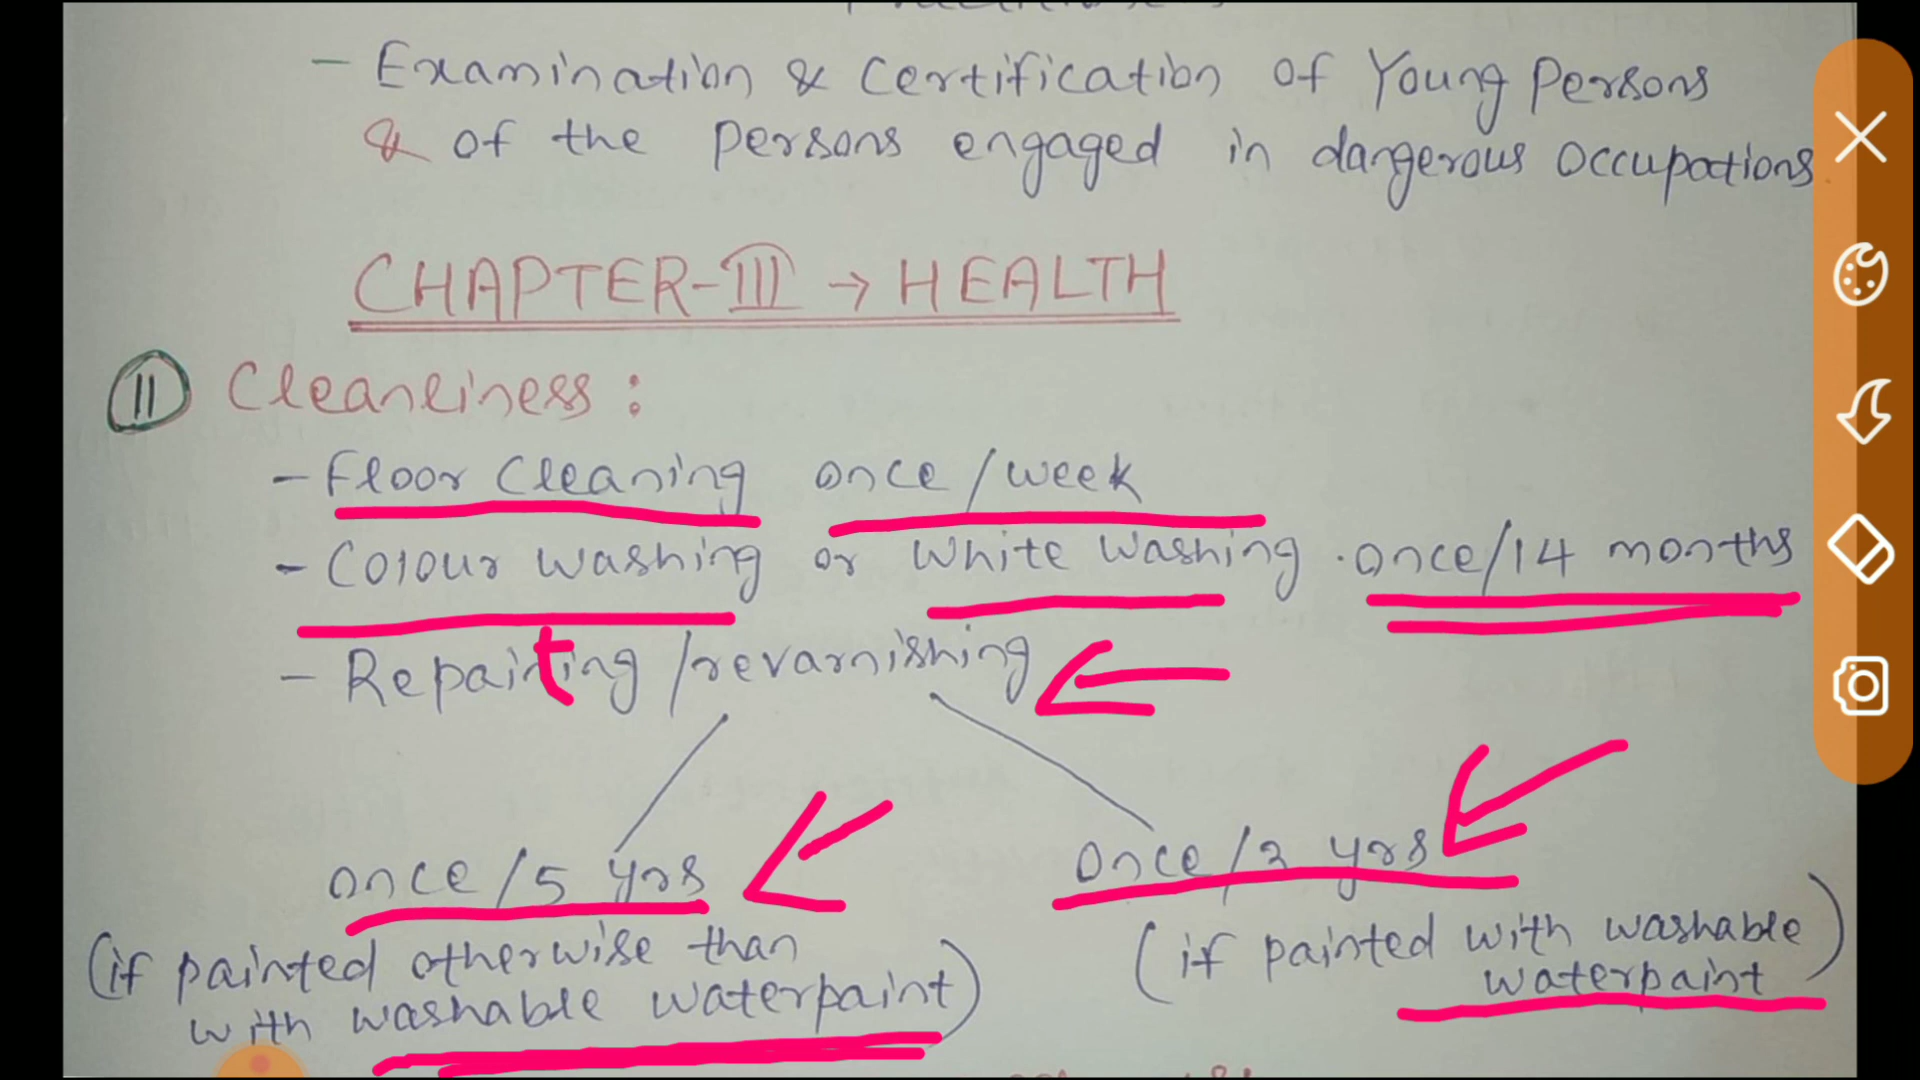 - Examination & Certification of Young Persons
& of the persons engaged in dangerous occupations.
CHAPTER-III → HEALTH
11 Cleanliness :
- Floor Cleaning once/week
- Colour washing or White Washing once/14 months
- Repainting/revarnishing
once/5 yrs
once/3 yrs
(if painted otherwise than
with washable waterpaint)
(if painted with washable
waterpaint)